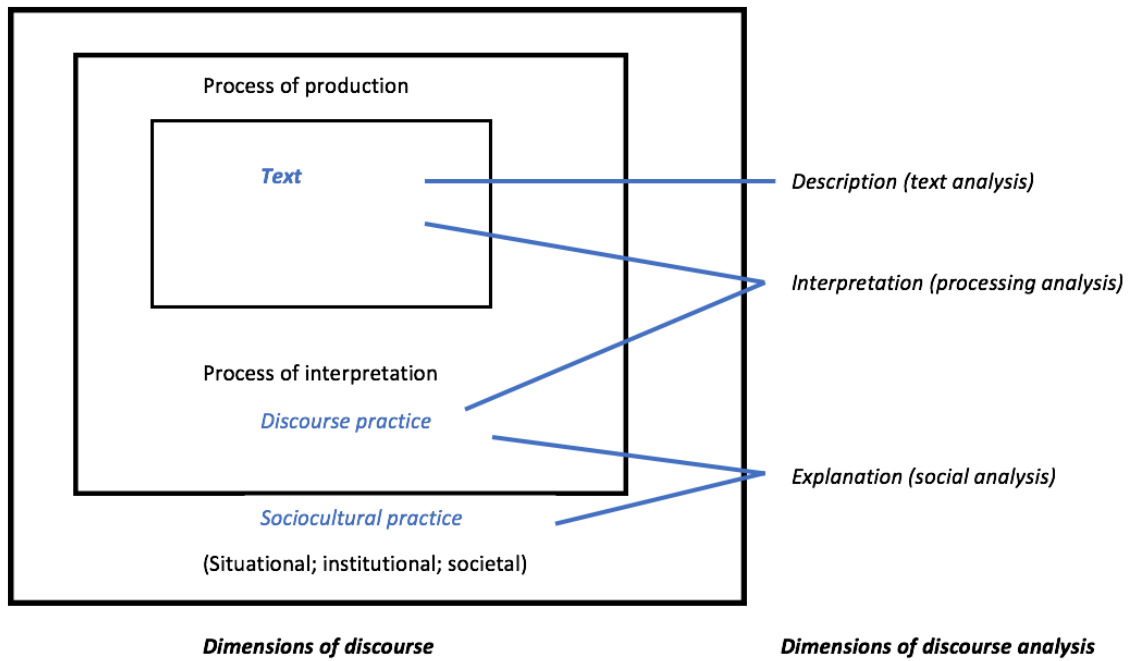 Process of production
Text
Description (text analysis)
Interpretation (processing analysis)
Process of interpretation
Discourse practice
Explanation (social analysis)
Sociocultural practice
(Situational; institutional; societal)
Dimensions of discourse
Dimensions of discourse analysis